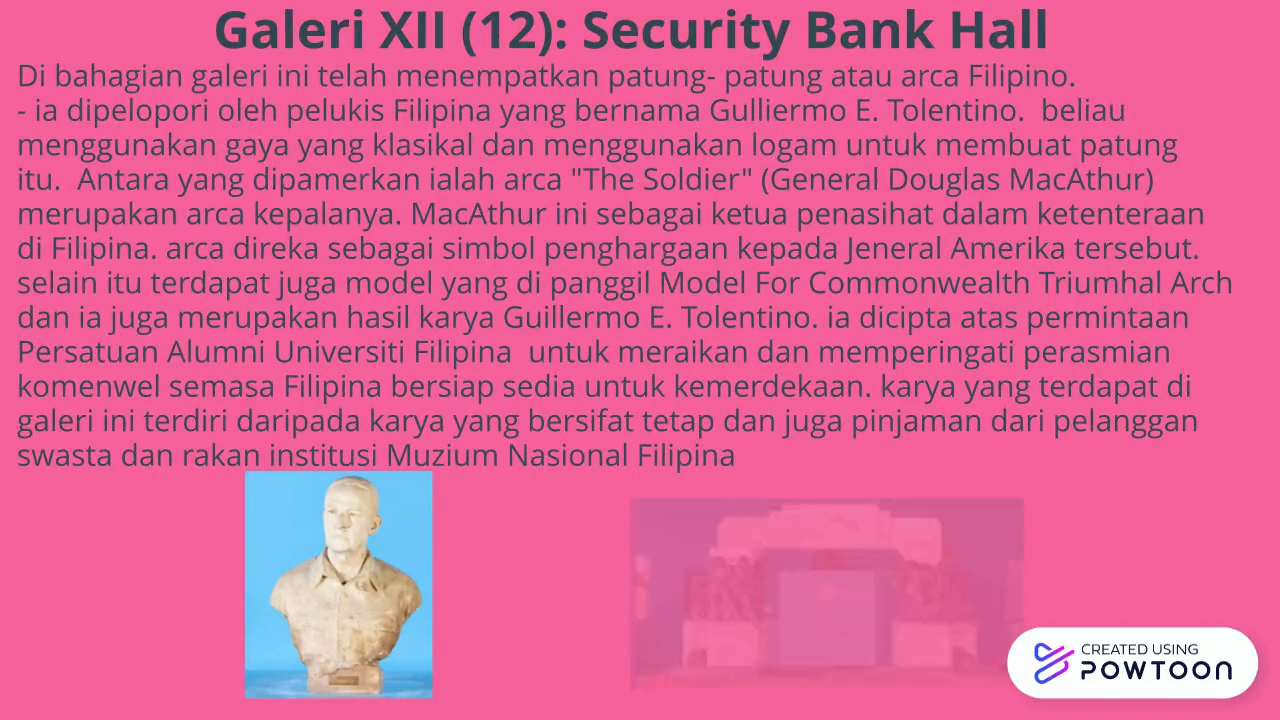 Galeri XII (12): Security Bank Hall
Di bahagian galeri ini telah menempatkan patung- patung atau arca Filipino.
- ia dipelopori oleh pelukis Filipina yang bernama Gulliermo E. Tolentino.  beliau
menggunakan gaya yang klasikal dan menggunakan logam untuk membuat patung
itu.  Antara yang dipamerkan ialah arca "The Soldier" (General Douglas MacAthur)
merupakan arca kepalanya. MacAthur ini sebagai ketua penasihat dalam ketenteraan
di Filipina. arca direka sebagai simbol penghargaan kepada Jeneral Amerika tersebut.
selain itu terdapat juga model yang di panggil Model For Commonwealth Triumhal Arch
dan ia juga merupakan hasil karya Guillermo E. Tolentino. ia dicipta atas permintaan
Persatuan Alumni Universiti Filipina  untuk meraikan dan memperingati perasmian
komenwel semasa Filipina bersiap sedia untuk kemerdekaan. karya yang terdapat di
galeri ini terdiri daripada karya yang bersifat tetap dan juga pinjaman dari pelanggan
swasta dan rakan institusi Muzium Nasional Filipina
CREATED USING
POWTOON